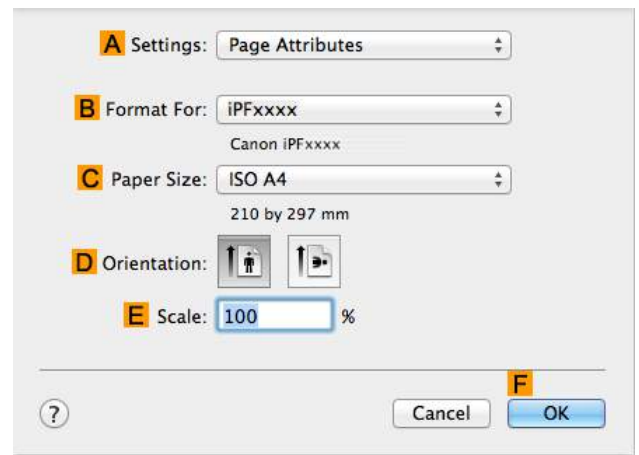 A Settings: Page Attributes
B Format For: iPFxxxx
Canon iPFxxxx
C Paper Size: ISO A4
210 by 297 mm
D Orientation:
E Scale: 100 %
F
? Cancel OK